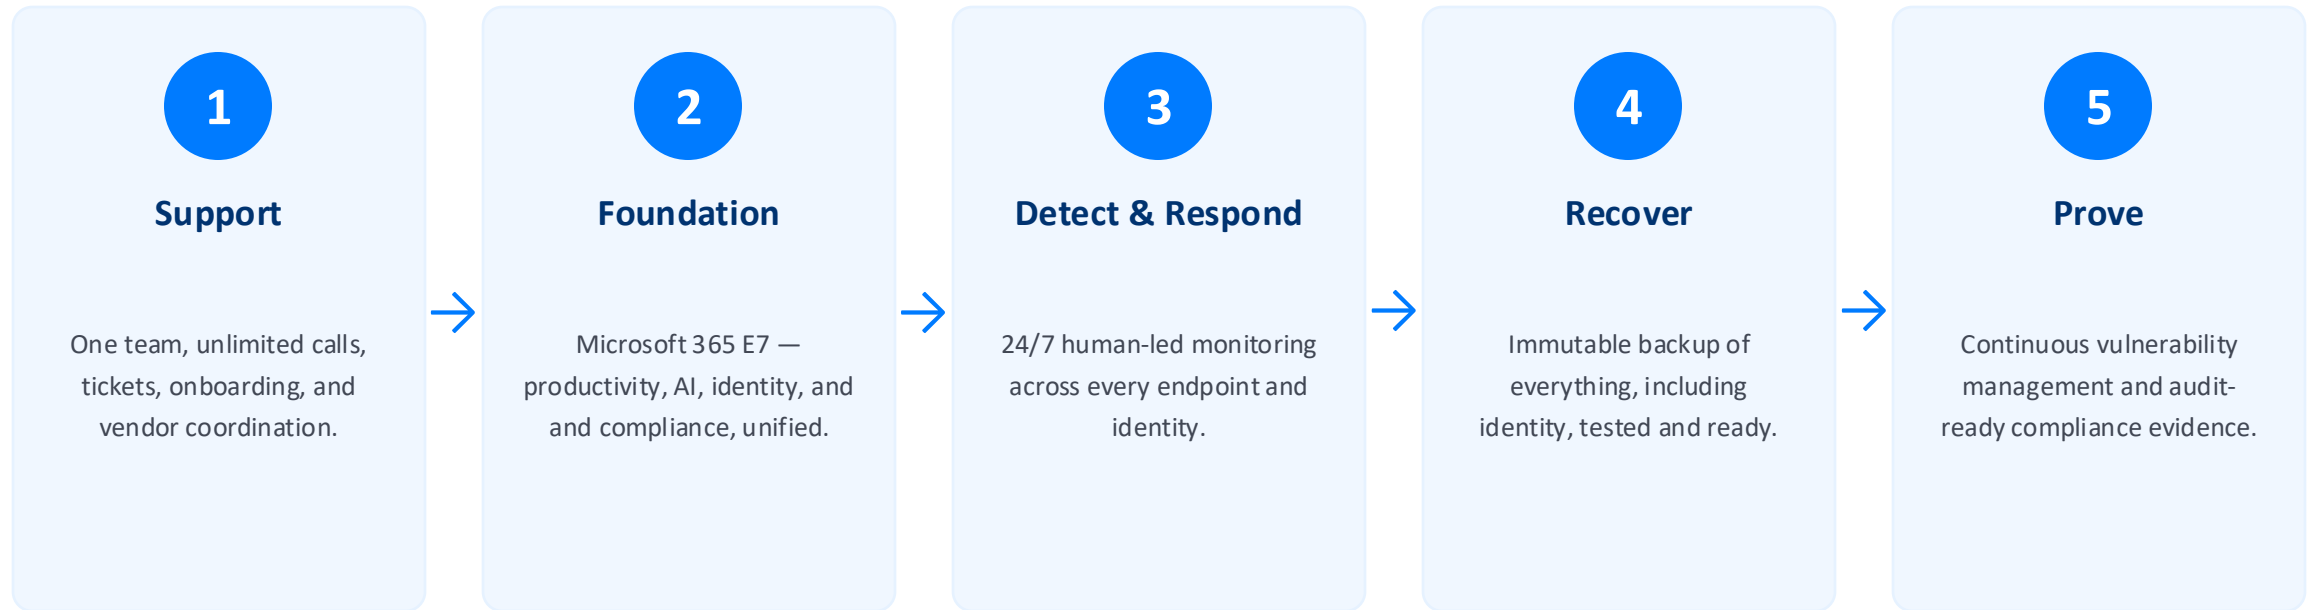 1
Support
One team, unlimited calls,
tickets, onboarding, and
vendor coordination.
2
Foundation
Microsoft 365 E7 —
productivity, AI, identity, and
and compliance, unified.
3
Detect & Respond
24/7 human-led monitoring
across every endpoint and
identity.
4
Recover
Immutable backup of
everything, including
identity, tested and ready.
5
Prove
Continuous vulnerability
management and audit-
ready compliance evidence.